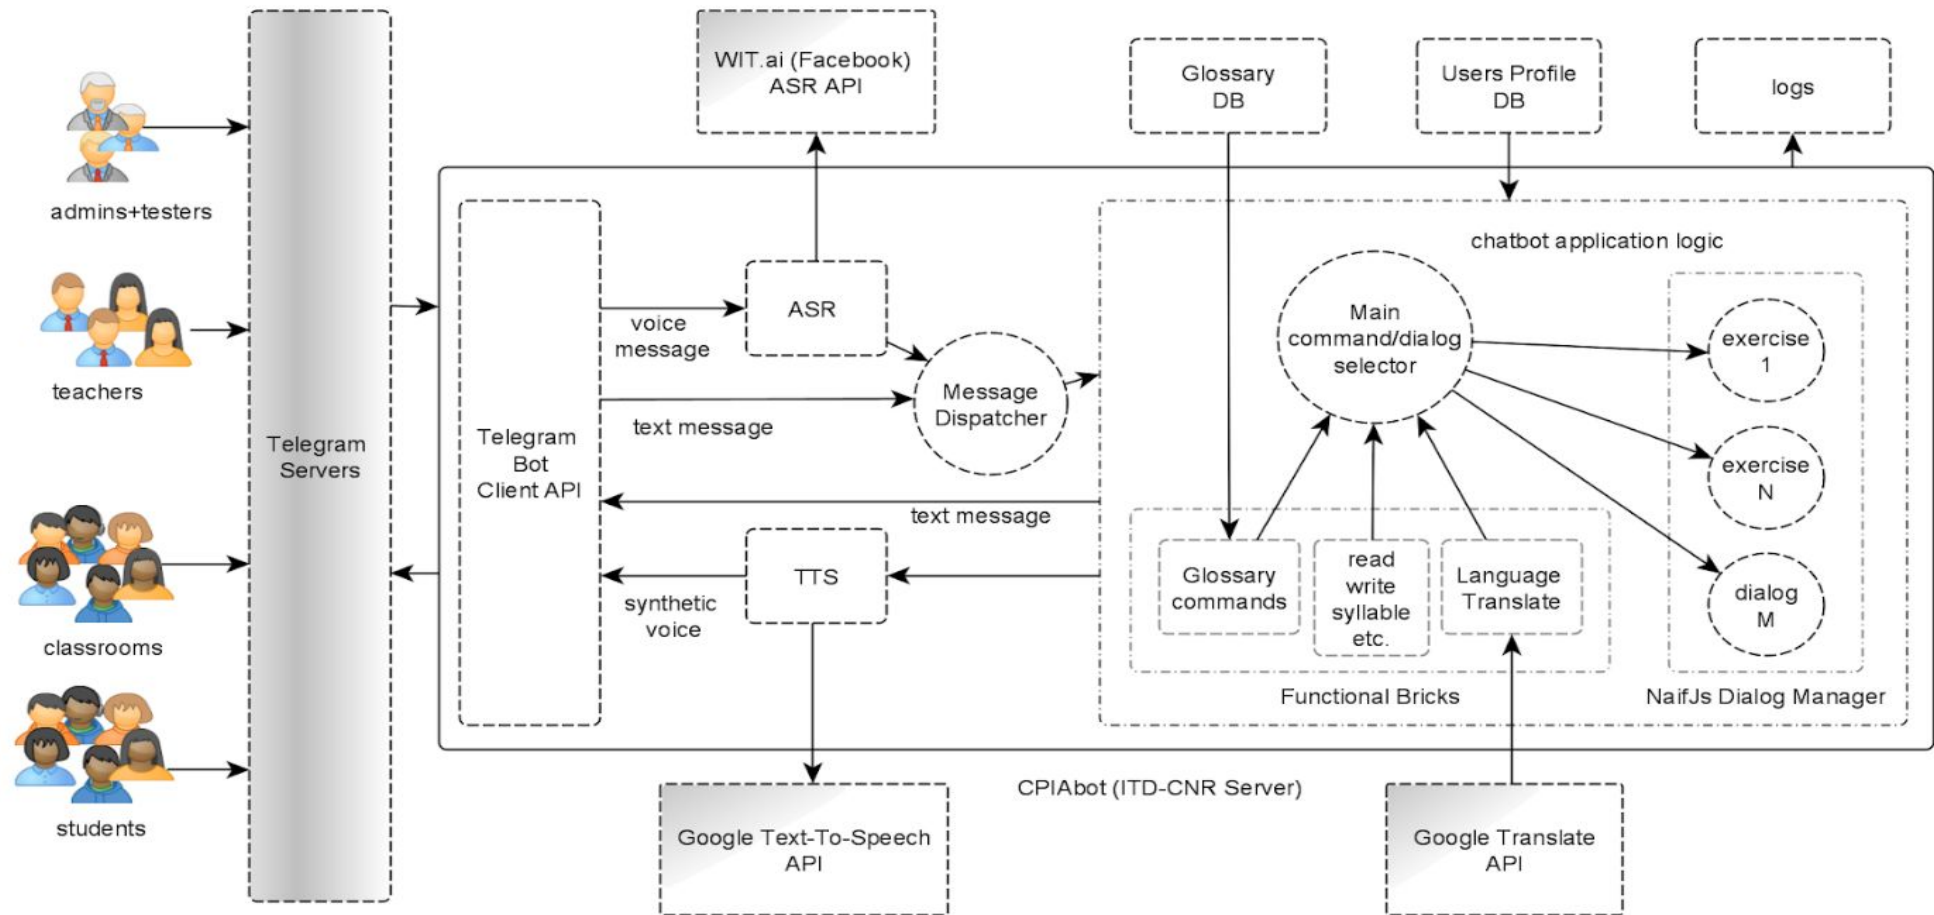 WIT.ai (Facebook)
ASR API
Glossary
DB
Users Profile
DB
logs
admins+testers
teachers
classrooms
students
Telegram
Servers
Telegram
Bot
Client API
voice
message
ASR
text message
Message
Dispatcher
text message
TTS
synthetic
voice
chatbot application logic
Main
command/dialog
selector
exercise
1
exercise
N
dialog
M
Glossary
commands
read
write
syllable
etc.
Language
Translate
Functional Bricks
NaifJs Dialog Manager
CPIAbot (ITD-CNR Server)
Google Text-To-Speech
API
Google Translate
API